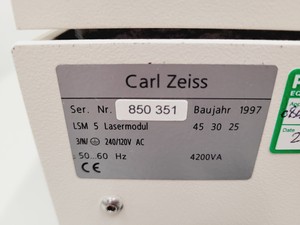 Carl Zeiss
Ser. Nr. 850 351 Baujahr 1997
LSM 5 Lasermodul 45 30 25
3/N/⏚ 240/120V AC
50...60 Hz 4200VA
CE